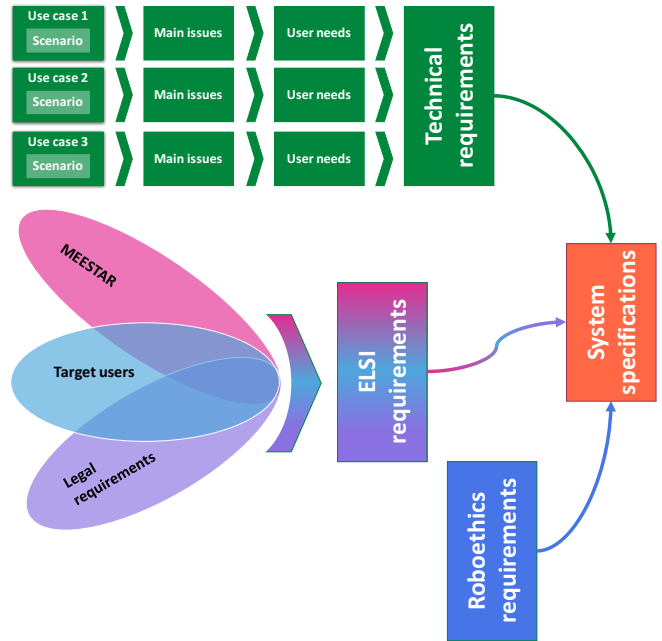 Use case 1
Scenario
Main issues
User needs
Use case 2
Scenario
Main issues
User needs
Use case 3
Scenario
Main issues
User needs
Technical
requirements
MEESTAR
Target users
Legal
requirements
ELSI
requirements
Roboethics
requirements
System
specifications